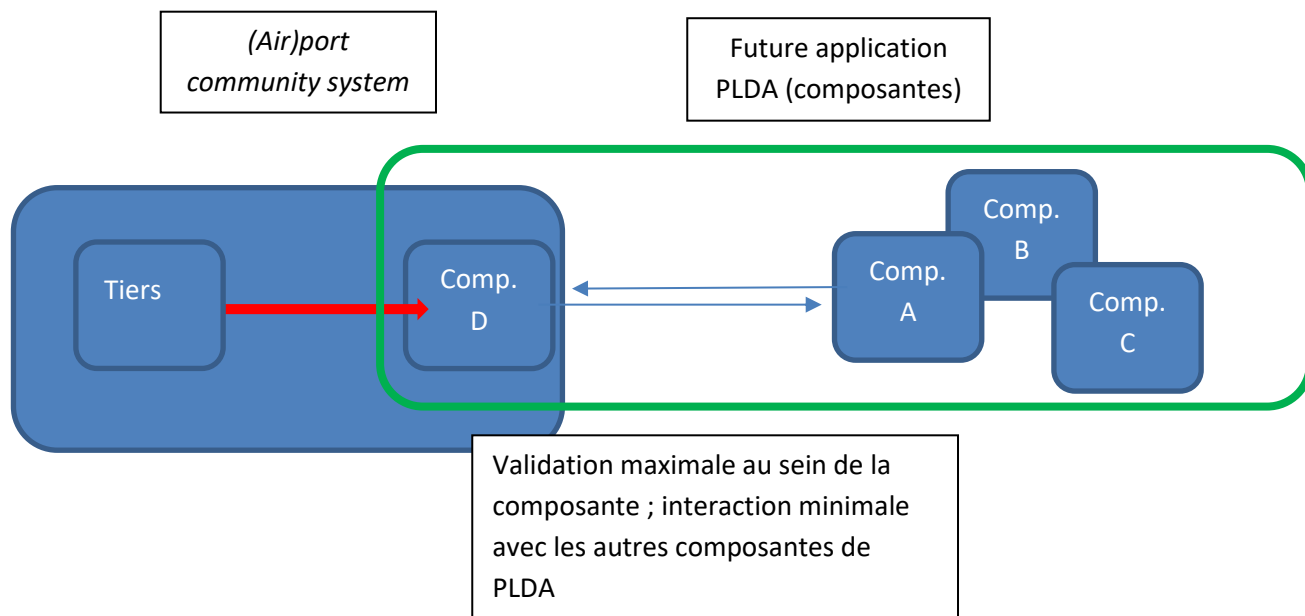 (Air)port
community system
Future application
PLDA (composantes)
Tiers
Comp.
D
Comp.
A
Comp.
B
Comp.
C
Validation maximale au sein de la
composante ; interaction minimale
avec les autres composantes de
PLDA